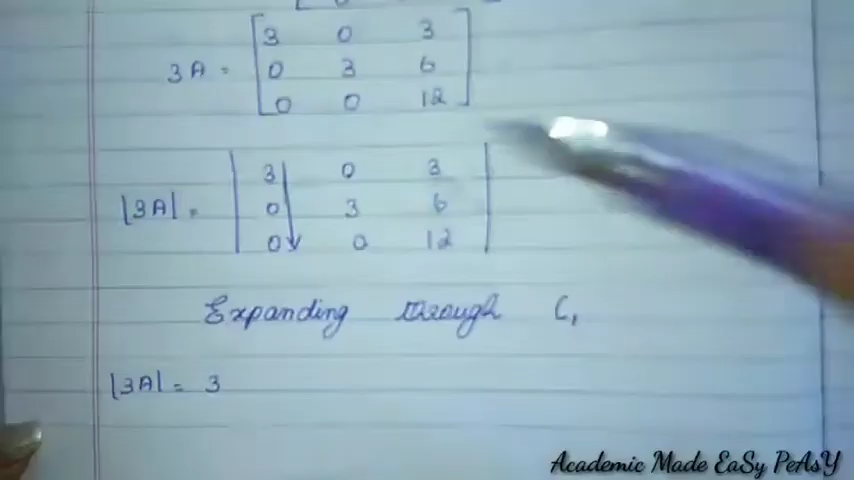 3 0 3
3A = 0 3 6
0 0 12
3 0 3
|3A| = 0 3 6
0 0 12
Expanding through C₁
|3A| = 3
Academic Made EaSy PeAsY